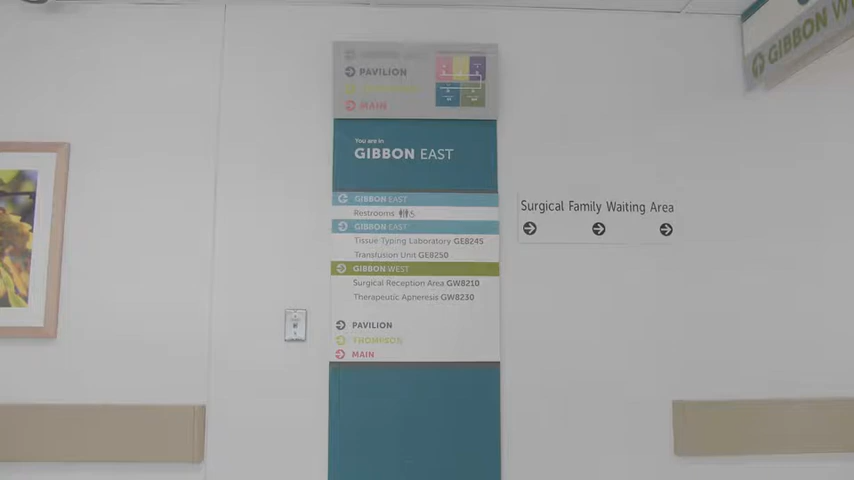 PAVILION
MAIN
GIBBON WE
You are in
GIBBON EAST
GIBBON EAST
Restrooms
GIBBON EAST
Tissue Typing Laboratory GE8245
Transfusion Unit GE8250
GIBBON WEST
Surgical Reception Area GW8210
Therapeutic Apheresis GW8230
PAVILION
THOMPSON
MAIN
Surgical Family Waiting Area